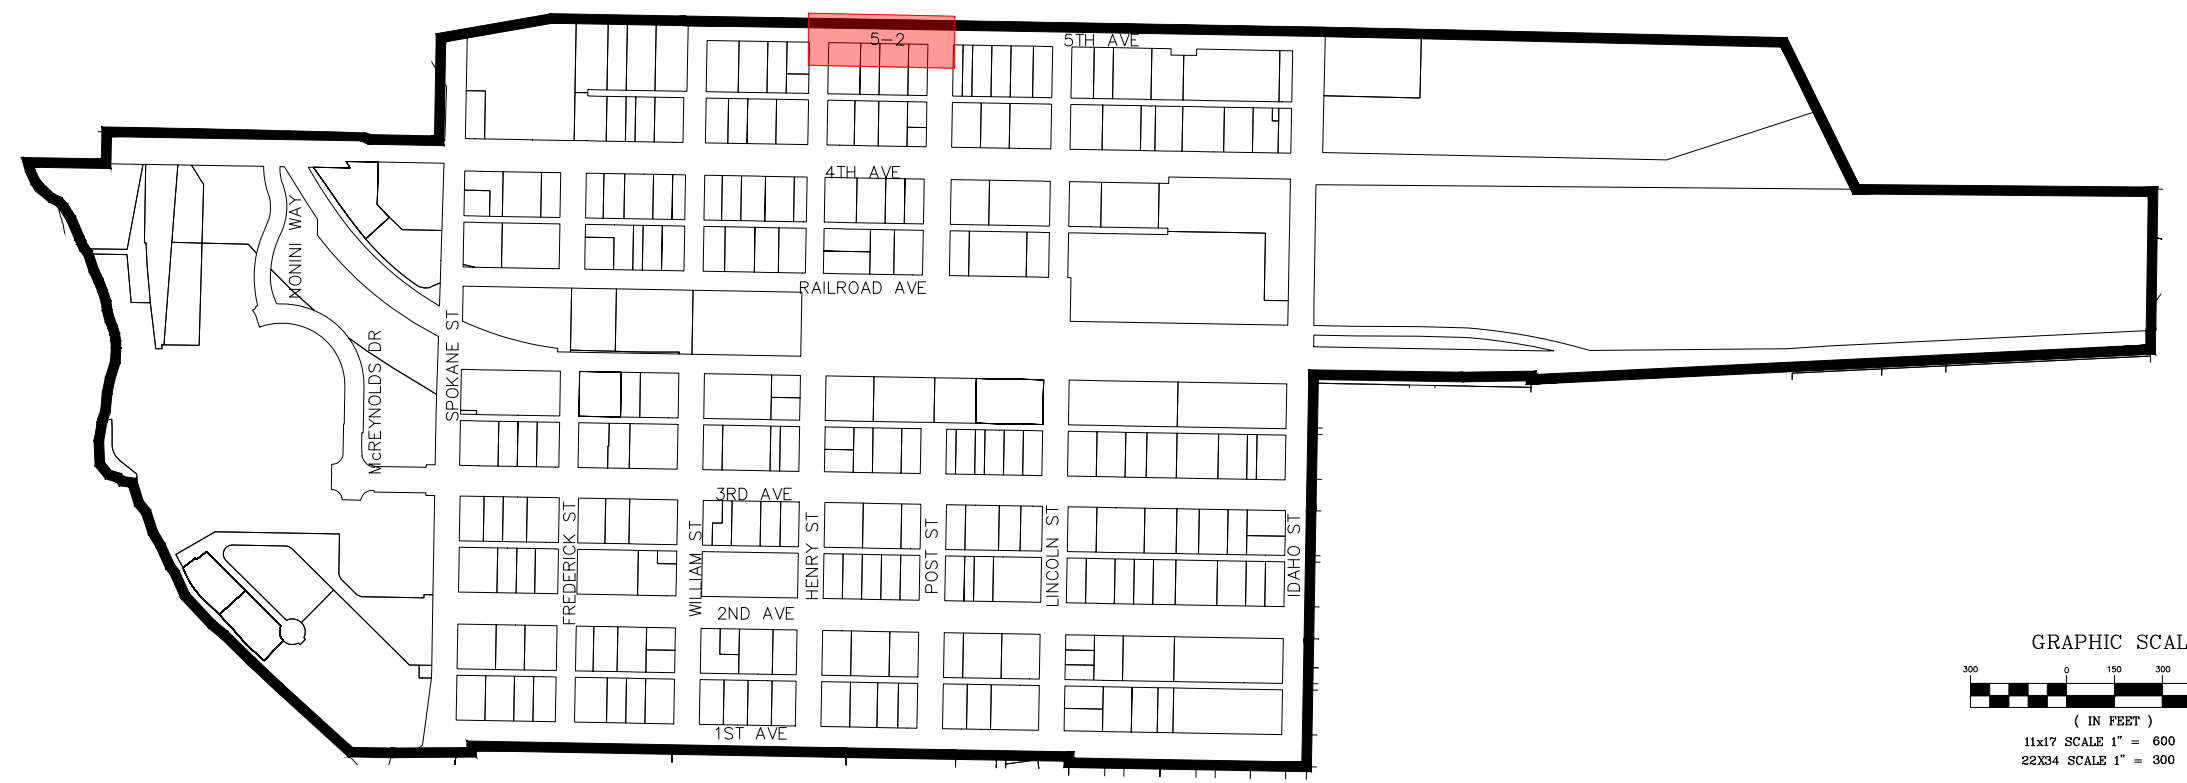 5-2
5TH AVE
4TH AVE
MONINI WAY
RAILROAD AVE
SPOKANE ST
McREYNOLDS DR
3RD AVE
FREDERICK ST
WILLIAM ST
HENRY ST
POST ST
LINCOLN ST
IDAHO ST
2ND AVE
1ST AVE
GRAPHIC SCAL
300 0 150 300
( IN FEET )
11x17 SCALE 1" = 600
22X34 SCALE 1" = 300